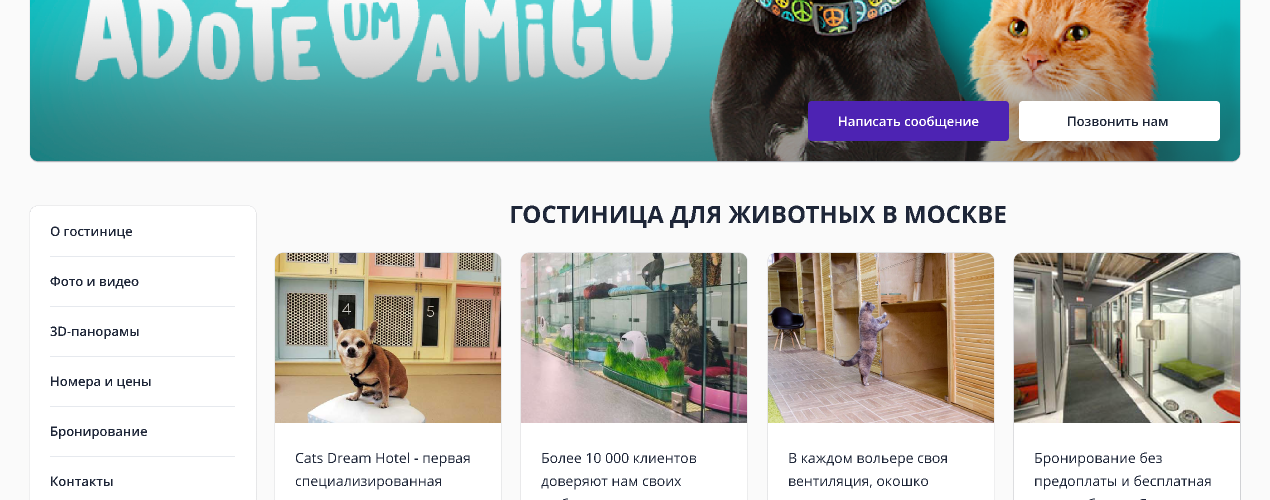 ADOTE UM AMiGO
Написать сообщение
Позвонить нам
О гостинице
Фото и видео
3D-панорамы
Номера и цены
Бронирование
Контакты
ГОСТИНИЦА ДЛЯ ЖИВОТНЫХ В МОСКВЕ
4
5
Cats Dream Hotel - первая
специализированная
Более 10 000 клиентов
доверяют нам своих
В каждом вольере своя
вентиляция, окошко
Бронирование без
предоплаты и бесплатная